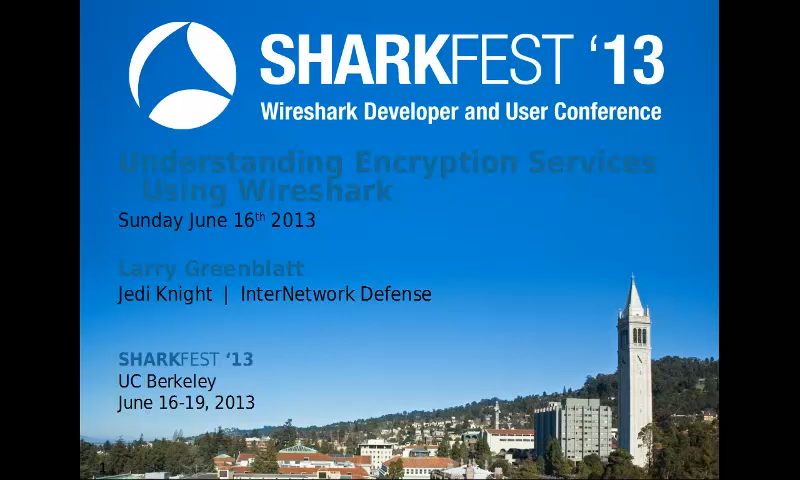 SHARKFEST ‘13
Wireshark Developer and User Conference
Understanding Encryption Services
Using Wireshark
Sunday June 16th 2013
Larry Greenblatt
Jedi Knight | InterNetwork Defense
SHARKFEST ‘13
UC Berkeley
June 16-19, 2013